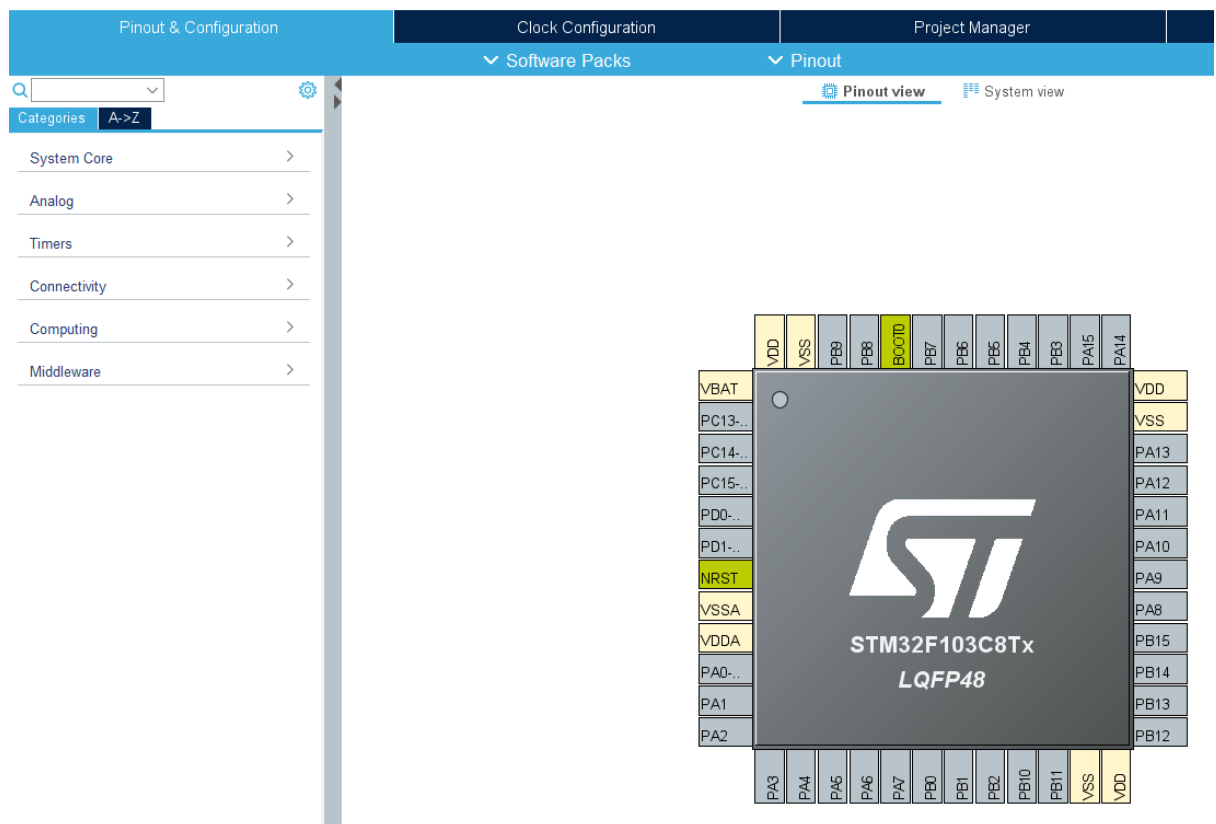 Pinout & Configuration Clock Configuration Project Manager
Software Packs Pinout
Pinout view System view
Categories A->Z
System Core
Analog
Timers
Connectivity
Computing
Middleware
VDD VSS PB9 PB8 BOOT0 PB7 PB6 PB5 PB4 PB3 PA15 PA14
VBAT
PC13-..
PC14-..
PC15-..
PD0-..
PD1-..
NRST
VSSA
VDDA
PA0-..
PA1
PA2
ST
STM32F103C8Tx
LQFP48
VDD
VSS
PA13
PA12
PA11
PA10
PA9
PA8
PB15
PB14
PB13
PB12
PA3 PA4 PA5 PA6 PA7 PB0 PB1 PB2 PB10 PB11 VSS VDD